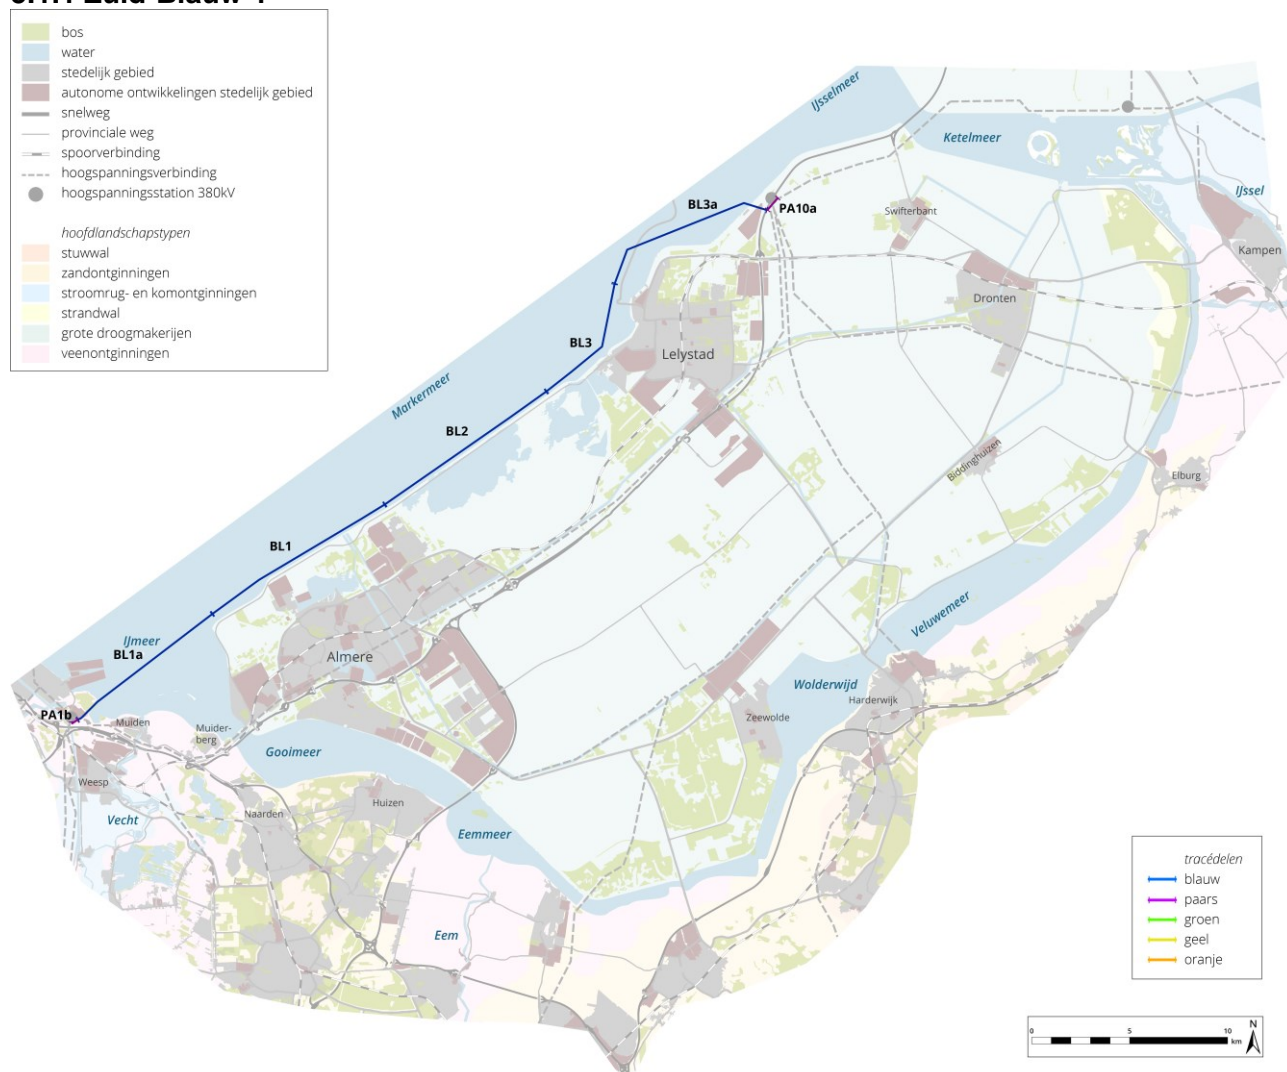 bos
water
stedelijk gebied
autonome ontwikkelingen stedelijk gebied
snelweg
provinciale weg
spoorverbinding
hoogspanningsverbinding
hoogspanningsstation 380kV
hoofdlandschapstypen
stuwwal
zandontginningen
stroomrug- en komontginningen
strandwal
grote droogmakerijen
veenontginningen
IJsselmeer
Ketelmeer
IJssel
BL3a
PA10a
Swifterbant
Kampen
Dronten
BL3
Lelystad
Markermeer
BL2
Biddinghuizen
Elburg
BL1
Veluwemeer
IJmeer
BL1a
Almere
Wolderwijd
Harderwijk
PA1b
Muiden
Muider-
berg
Zeewolde
Gooimeer
Weesp
Huizen
Naarden
Vecht
Eemmeer
Eem
tracédelen
blauw
paars
groen
geel
oranje
0 5 10
km
N